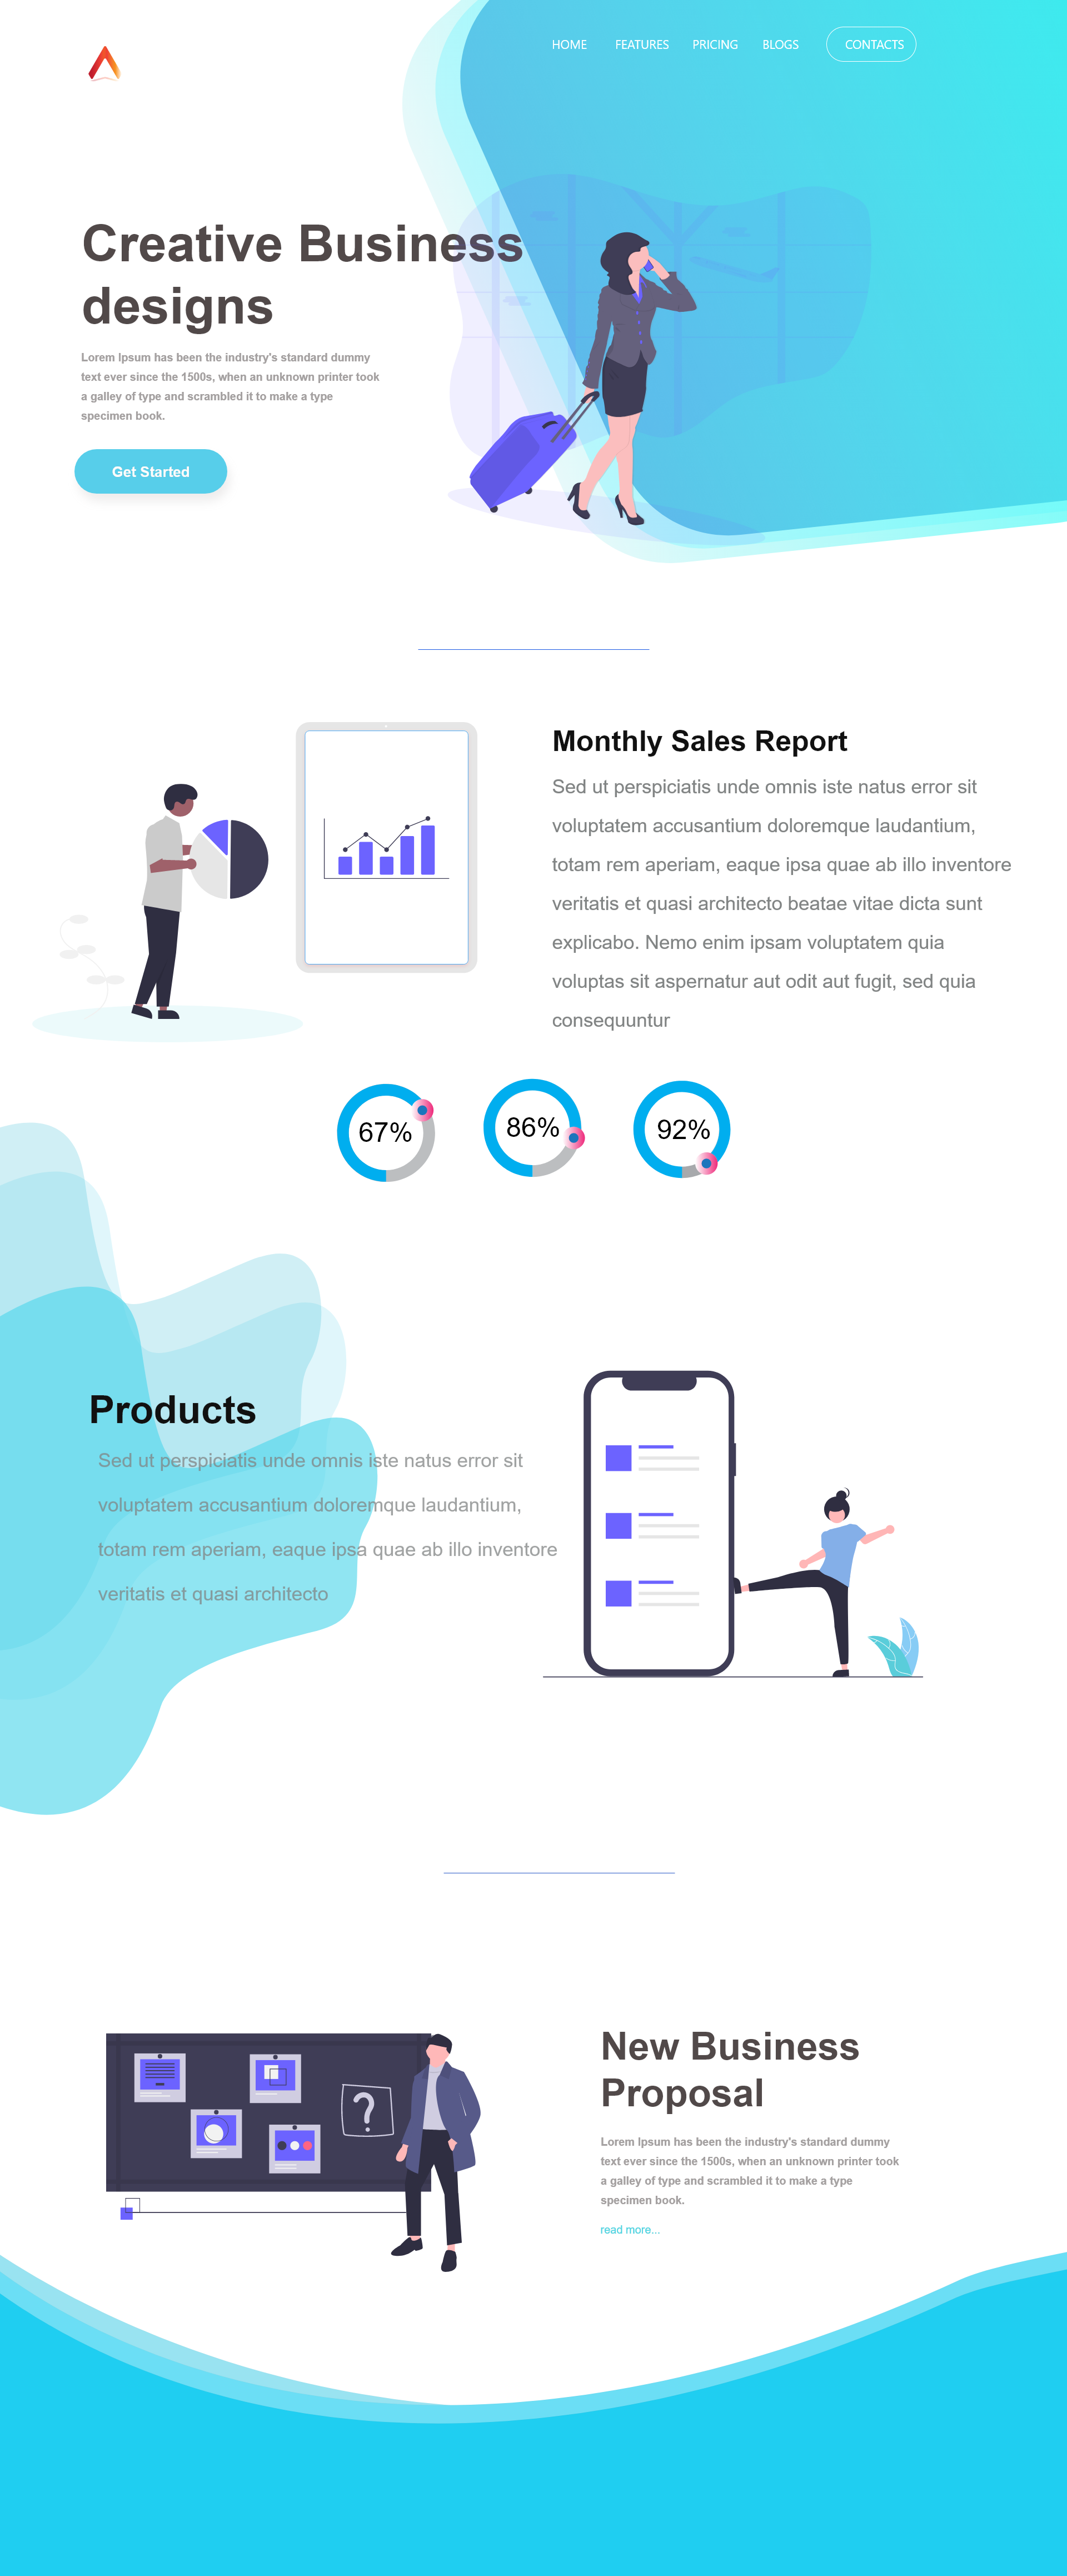 HOME FEATURES PRICING BLOGS CONTACTS
Creative Business
designs
Lorem Ipsum has been the industry's standard dummy
text ever since the 1500s, when an unknown printer took
a galley of type and scrambled it to make a type
specimen book.
Get Started
Monthly Sales Report
Sed ut perspiciatis unde omnis iste natus error sit
voluptatem accusantium doloremque laudantium,
totam rem aperiam, eaque ipsa quae ab illo inventore
veritatis et quasi architecto beatae vitae dicta sunt
explicabo. Nemo enim ipsam voluptatem quia
voluptas sit aspernatur aut odit aut fugit, sed quia
consequuntur
67% 86% 92%
Products
Sed ut perspiciatis unde omnis iste natus error sit
voluptatem accusantium doloremque laudantium,
totam rem aperiam, eaque ipsa quae ab illo inventore
veritatis et quasi architecto
?
New Business
Proposal
Lorem Ipsum has been the industry's standard dummy
text ever since the 1500s, when an unknown printer took
a galley of type and scrambled it to make a type
specimen book.
read more...